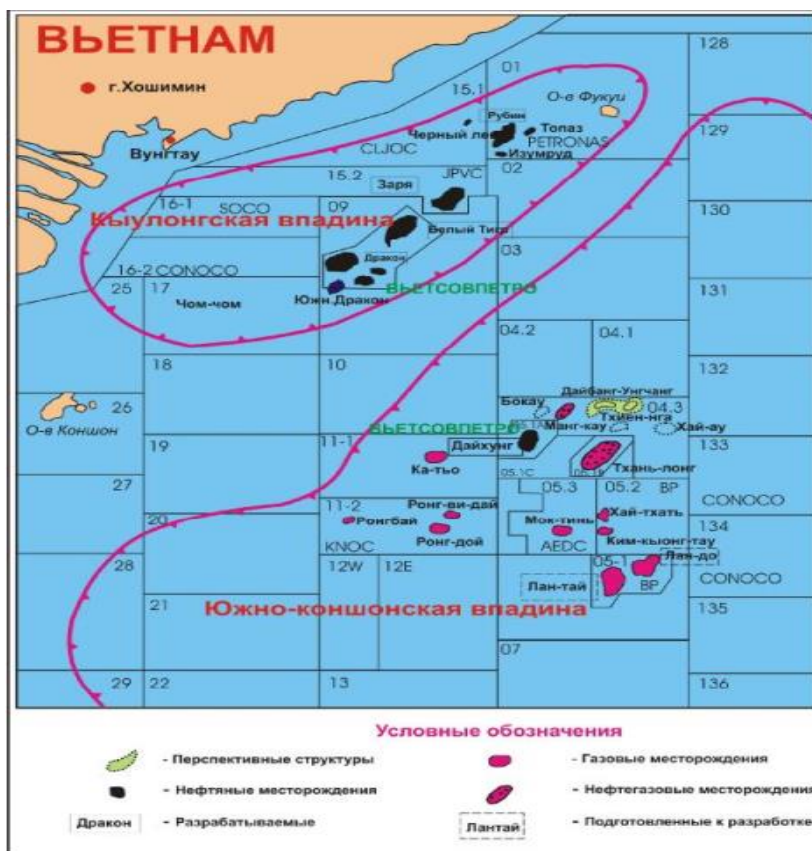 ВЬЕТНАМ
г.Хошимин
Вунгтау
01
128
15.1
О-в Фукуи
129
Рубин
Топаз
PETRONAS
Изумруд
CLJOC
15.2
JPVC
02
Заря
16-1
SOCO
09
130
Кыулонгская впадина
Белый Тигр
03
Дракон
16-2 CONOCO
25
17
Чом-чом
Южн.Дракон
ВЬЕТСОВПЕТРО
131
04.2
04.1
18
10
132
Дайбанг-Унгчанг
26
Бокау
04.3
Тхиен-нга
О-в Коншон
ВЬЕТСОВПЕТРО
Манг-кау
Хай-ау
19
11-1
Дайхунг
133
Ка-тьо
05.1C
Тхань-лонг
27
05.3
05.2
BP
CONOCO
11-2
Ронг-ви-дай
Хай-тхать
20
Ронгбай
Мок-тинь
134
Ронг-дой
Ким-кыонг-тау
KNOC
AEDC
Лан-до
28
12W
12E
05-1
CONOCO
Лан-тай
BP
21
Южно-коншонская впадина
135
07
29
22
13
136
Условные обозначения
- Перспективные структуры
- Газовые месторождения
- Нефтяные месторождения
- Нефтегазовые месторождения
Дракон
- Разрабатываемые
Лантай
- Подготовленные к разработке